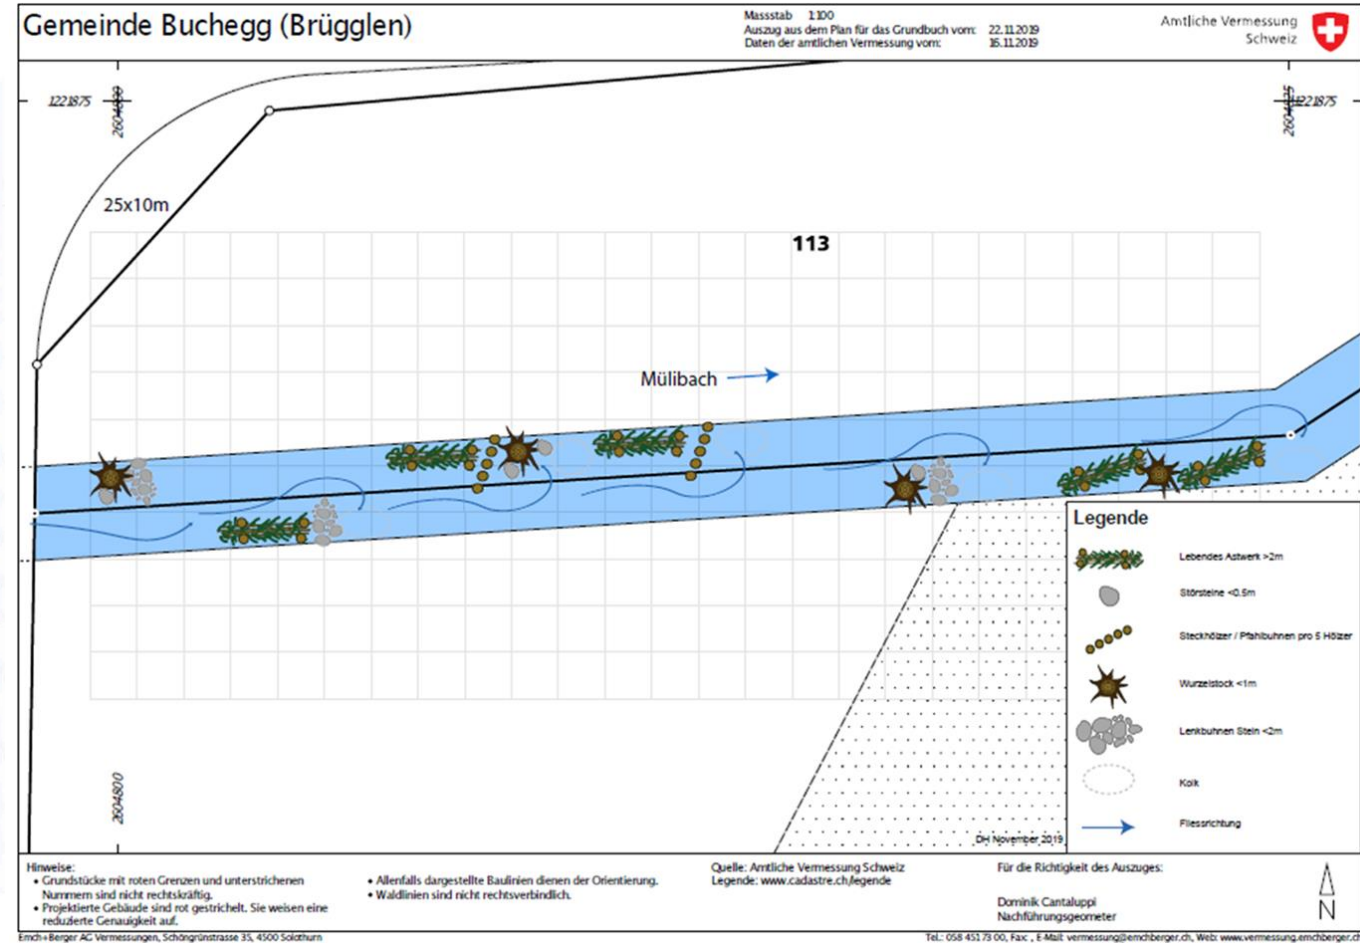 Gemeinde Buchegg (Brügglen)
Massstab 1:100
Auszug aus dem Plan für das Grundbuch vom: 22.11.2019
Daten der amtlichen Vermessung vom: 15.11.2019
Amtliche Vermessung
Schweiz
1221875
2604800
1221875
25x10m
113
Mülibach
Legende
Lebendes Astwerk >2m
Störsteine <0.5m
Steckhölzer / Pfahlbuhnen pro 5 Hölzer
Wurzelstock <1m
Lenkbuhnen Stein <2m
Kolk
Fliessrichtung
2604800
DH November 2019
Hinweise:
• Grundstücke mit roten Grenzen und unterstrichenen
Nummern sind nicht rechtskräftig.
• Projektierte Gebäude sind rot gestrichelt. Sie weisen eine
reduzierte Genauigkeit auf.
• Allenfalls dargestellte Baulinien dienen der Orientierung.
• Waldlinien sind nicht rechtsverbindlich.
Quelle: Amtliche Vermessung Schweiz
Legende: www.cadastre.ch/legende
Für die Richtigkeit des Auszuges:
Dominik Cantaluppi
Nachführungsgeometer
N
Emch+Berger AG Vermessungen, Schöngrünstrasse 35, 4500 Solothurn
Tel.: 058 451 73 00, Fax: , E-Mail: vermessung@emchberger.ch, Web: www.vermessung.emchberger.ch